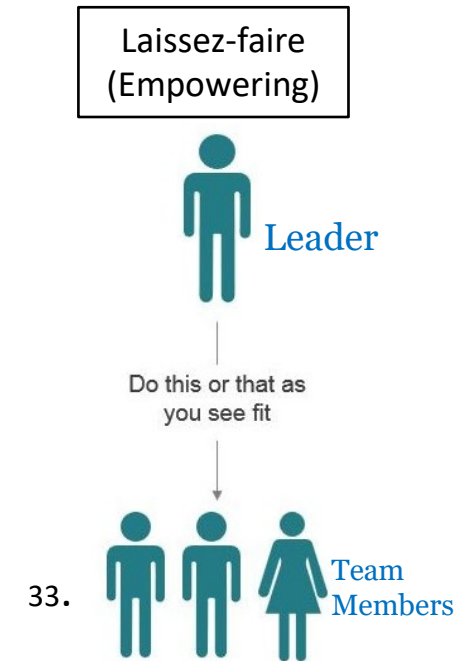 Laissez-faire
(Empowering)
Leader
Do this or that as
you see fit
33.
Team
Members